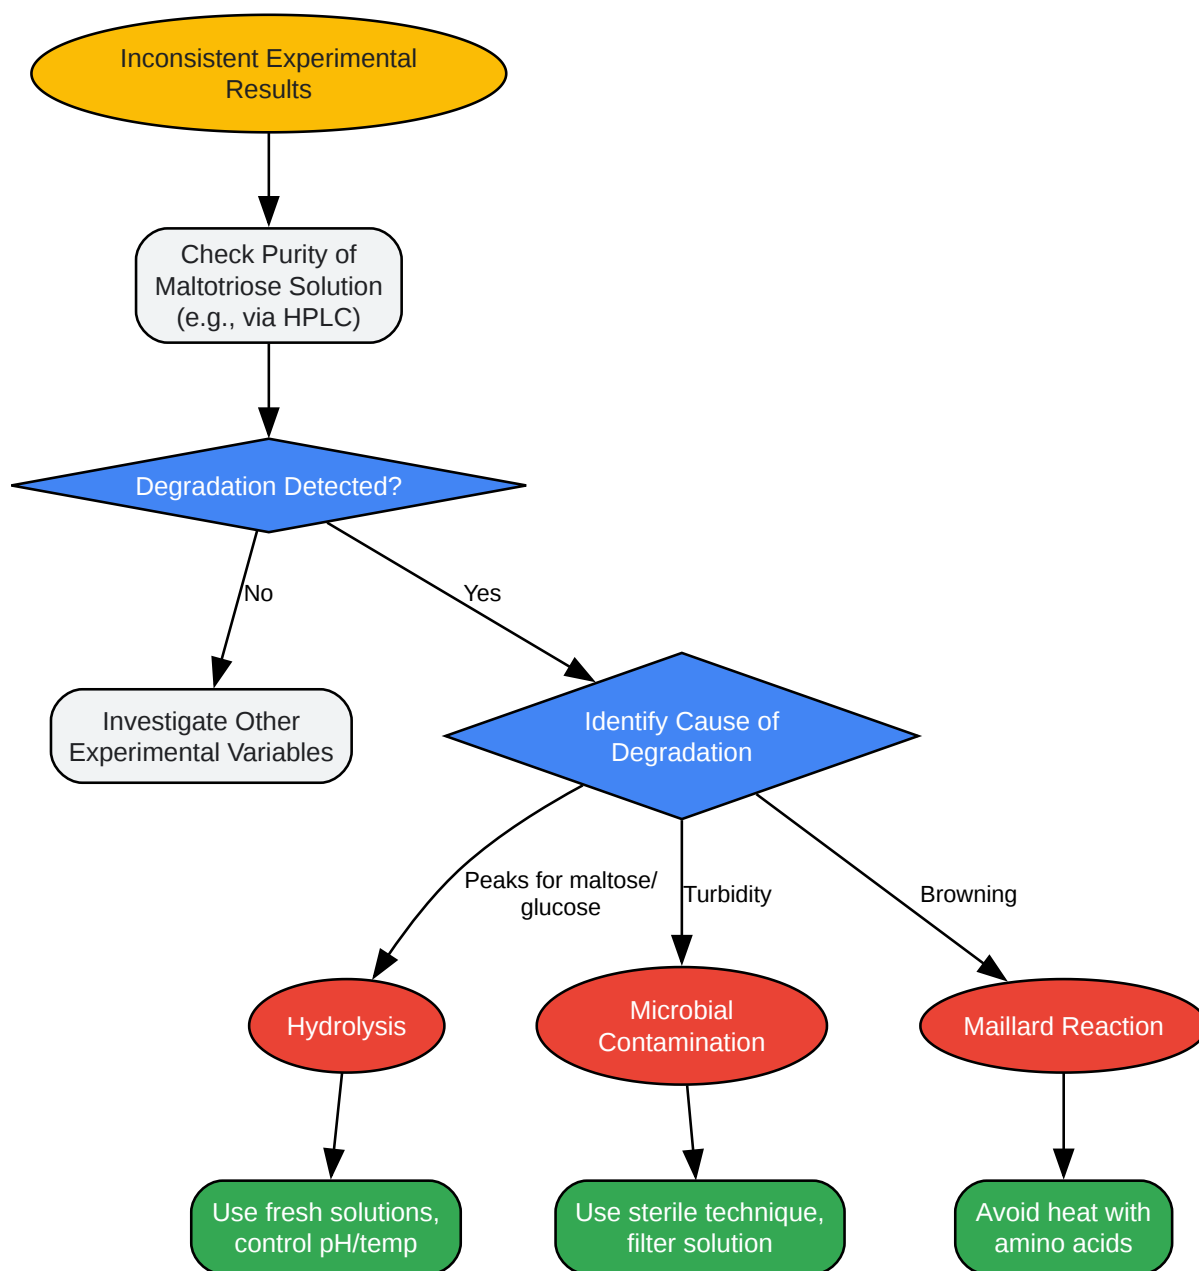 Inconsistent Experimental
Results
Check Purity of
Maltotriose Solution
(e.g., via HPLC)
Degradation Detected?
No
Yes
Investigate Other
Experimental Variables
Identify Cause of
Degradation
Peaks for maltose/
glucose
Turbidity
Browning
Hydrolysis
Microbial
Contamination
Maillard Reaction
Use fresh solutions,
control pH/temp
Use sterile technique,
filter solution
Avoid heat with
amino acids